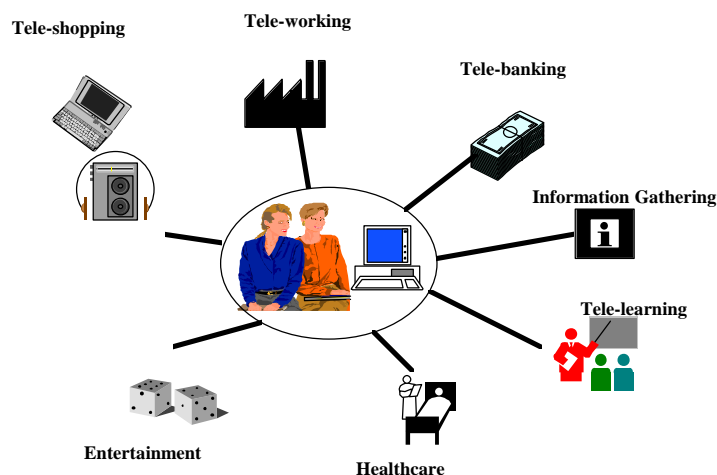 Tele-shopping
Tele-working
Tele-banking
Information Gathering
i
Tele-learning
Entertainment
Healthcare